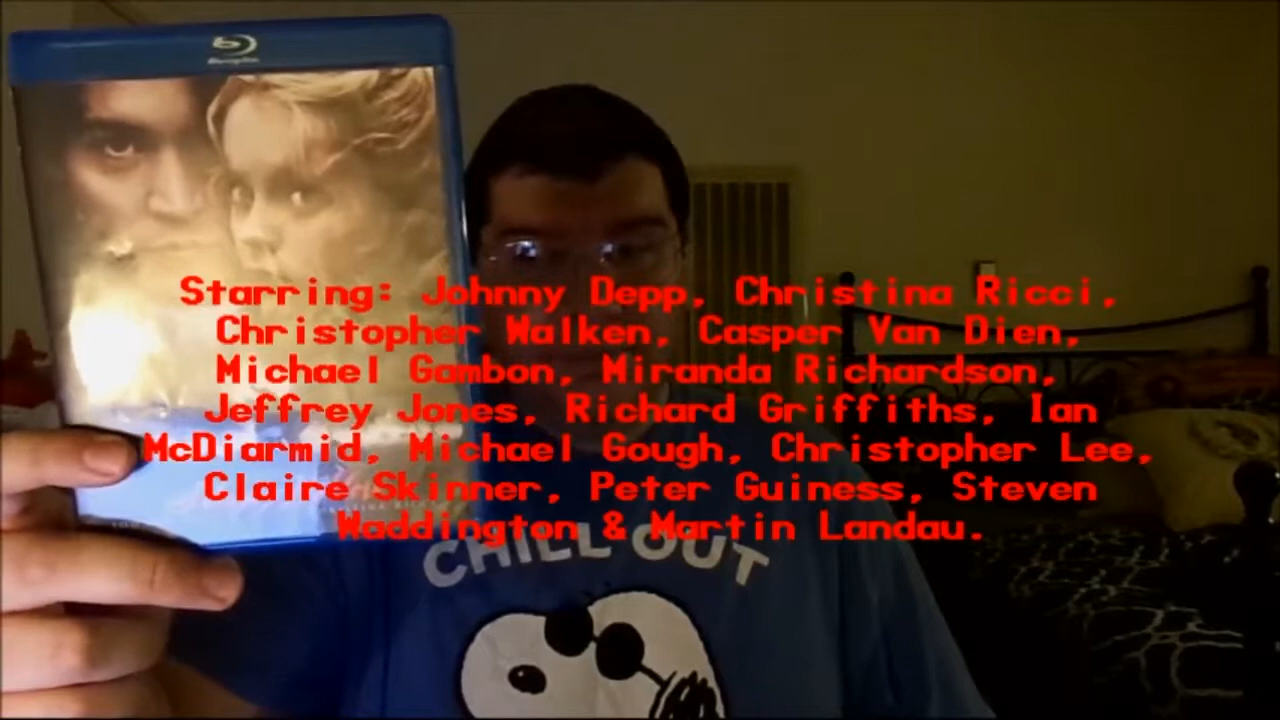 Starring: Johnny Depp, Christina Ricci,
Christopher Walken, Casper Van Dien,
Michael Gambon, Miranda Richardson,
Jeffrey Jones, Richard Griffiths, Ian
McDiarmid, Michael Gough, Christopher Lee,
Claire Skinner, Peter Guiness, Steven
Waddington & Martin Landau.
CHILL OUT